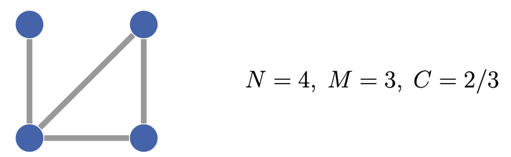 N = 4, M = 3, C = 2/3